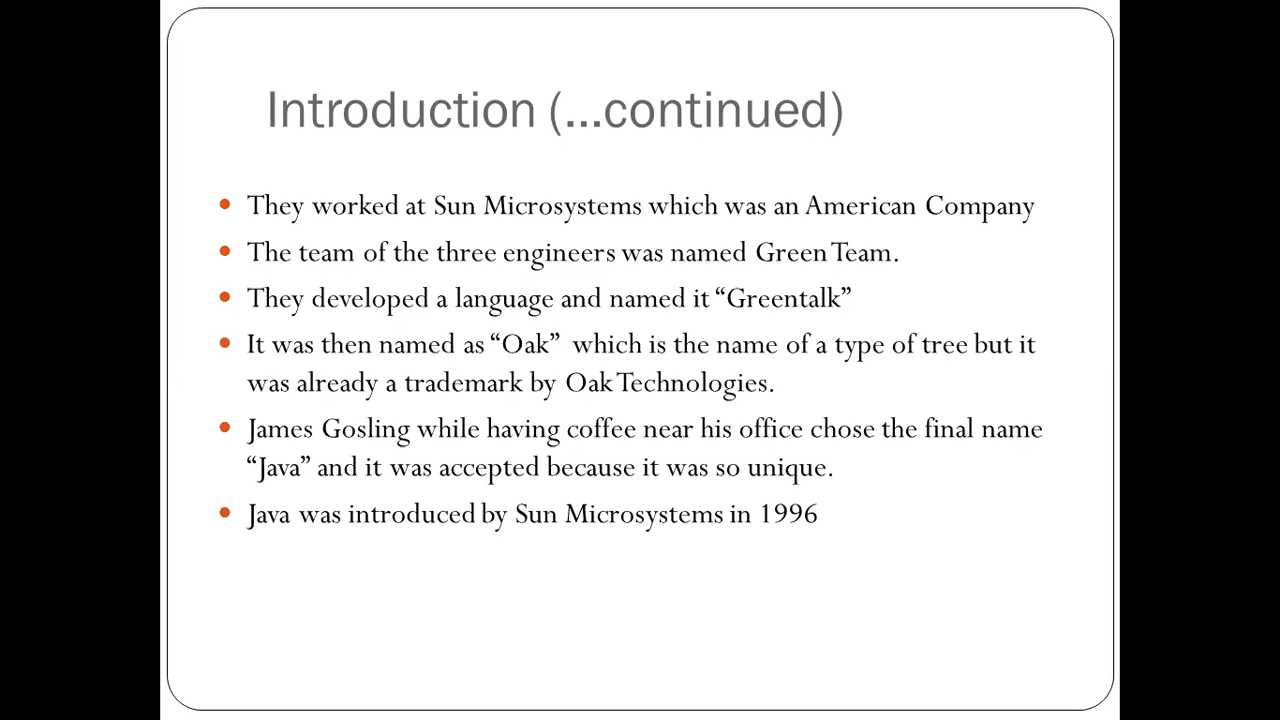 Introduction (...continued)
• They worked at Sun Microsystems which was an American Company
• The team of the three engineers was named Green Team.
• They developed a language and named it “Greentalk”
• It was then named as “Oak” which is the name of a type of tree but it
was already a trademark by Oak Technologies.
• James Gosling while having coffee near his office chose the final name
“Java” and it was accepted because it was so unique.
• Java was introduced by Sun Microsystems in 1996